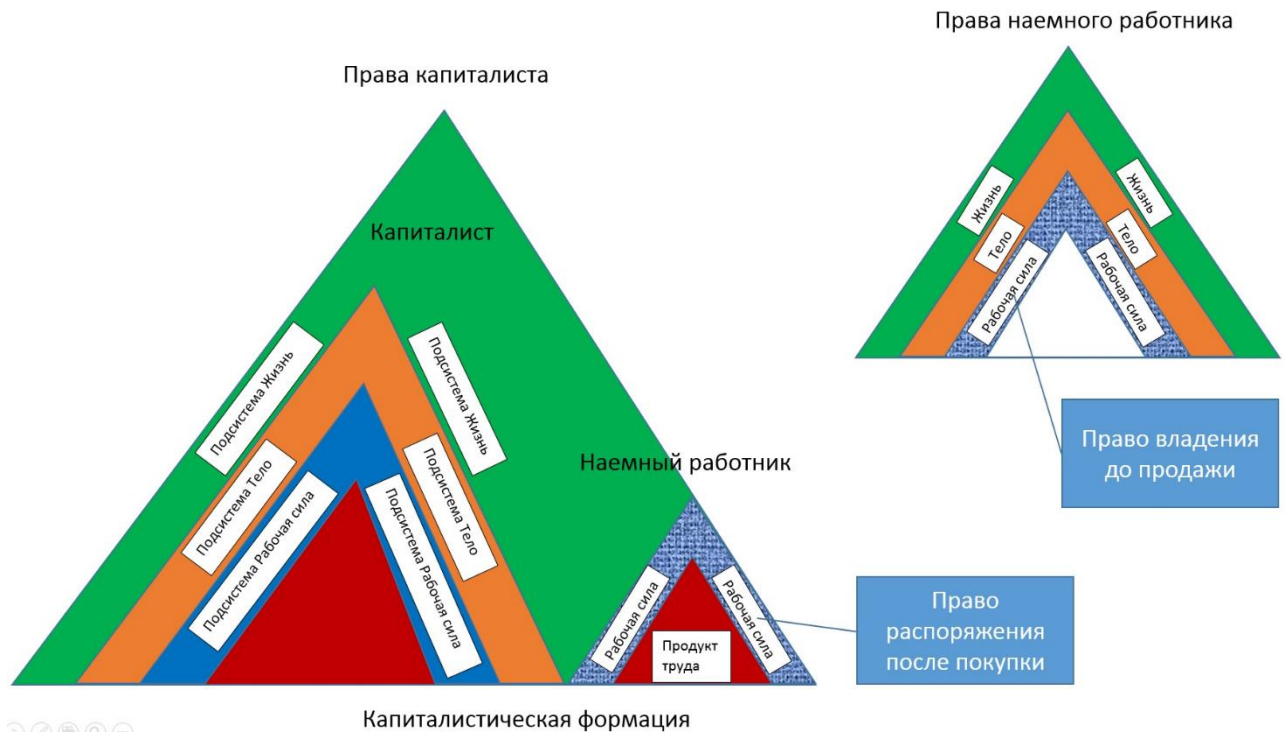 Права наемного работника
Права капиталиста
Жизнь
Жизнь
Тело
Тело
Рабочая сила
Рабочая сила
Капиталист
Подсистема Жизнь
Подсистема Жизнь
Подсистема Тело
Подсистема Тело
Подсистема Рабочая сила
Подсистема Рабочая сила
Наемный работник
Право владения
до продажи
Рабочая сила
Рабочая сила
Продукт
труда
Право
распоряжения
после покупки
Капиталистическая формация